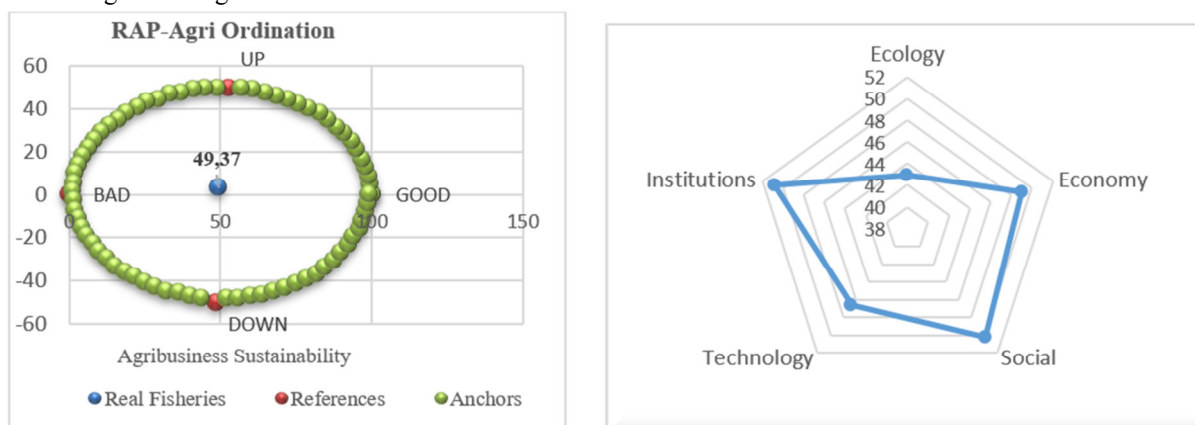 RAP-Agri Ordination
UP
60
40
20
0
-20
-40
-60
49,37
BAD
GOOD
0
50
100
150
DOWN
Agribusiness Sustainability
Real Fisheries
References
Anchors
Ecology
52
50
48
46
44
42
40
38
Institutions
Economy
Technology
Social